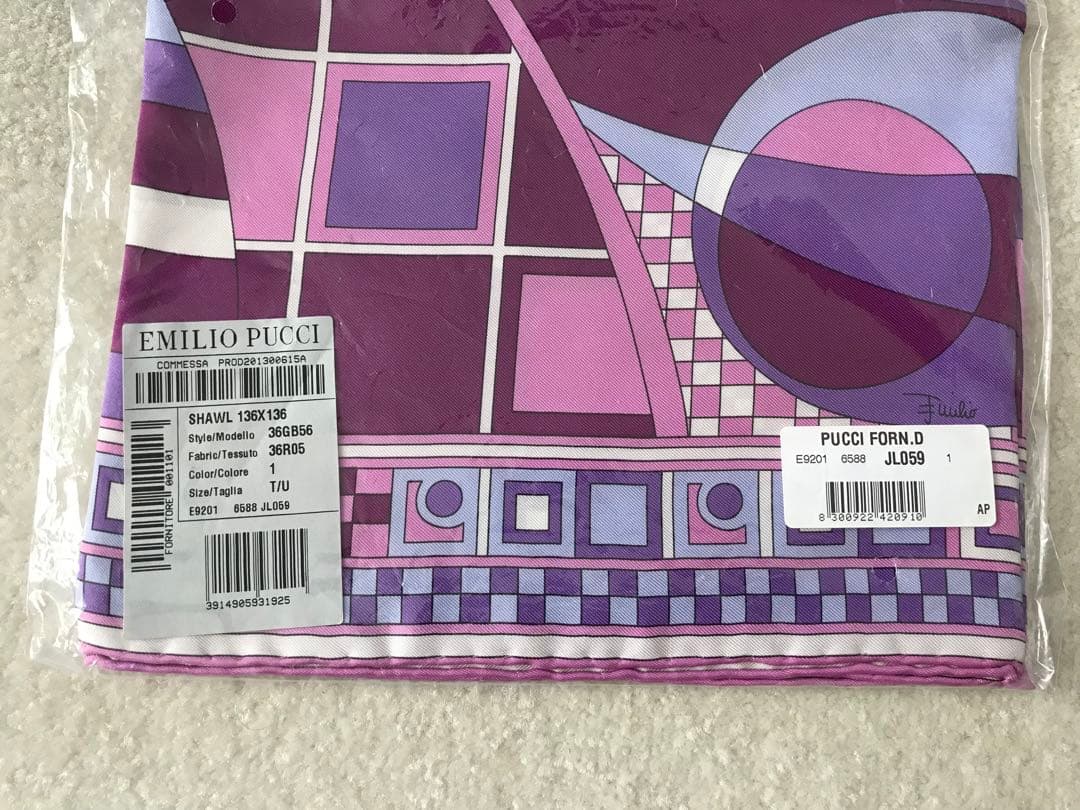 EMILIO PUCCI
COMMESSA PROD201300615A
SHAWL 136X136
Style/Modello 36GB56
Fabric/Tessuto 36R05
Color/Colore 1
Size/Taglia T/U
E9201 6588 JL059
FORNITORE 001101
3914905931925
Emilio
PUCCI FORN.D
E9201 6588 JL059 1
8 300922 420910
AP